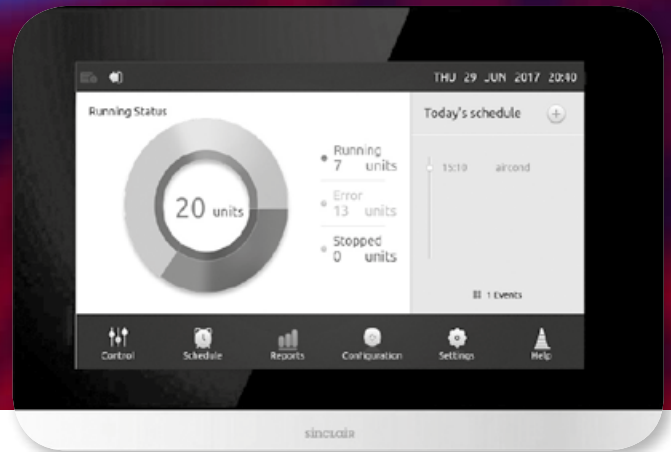 THU 29 JUN 2017 20:40
Running Status
20 units
Running
7 units
Error
13 units
Stopped
0 units
Today's schedule
15:10 aircond
1 Events
Control
Schedule
Reports
Configuration
Settings
Help
sinclair